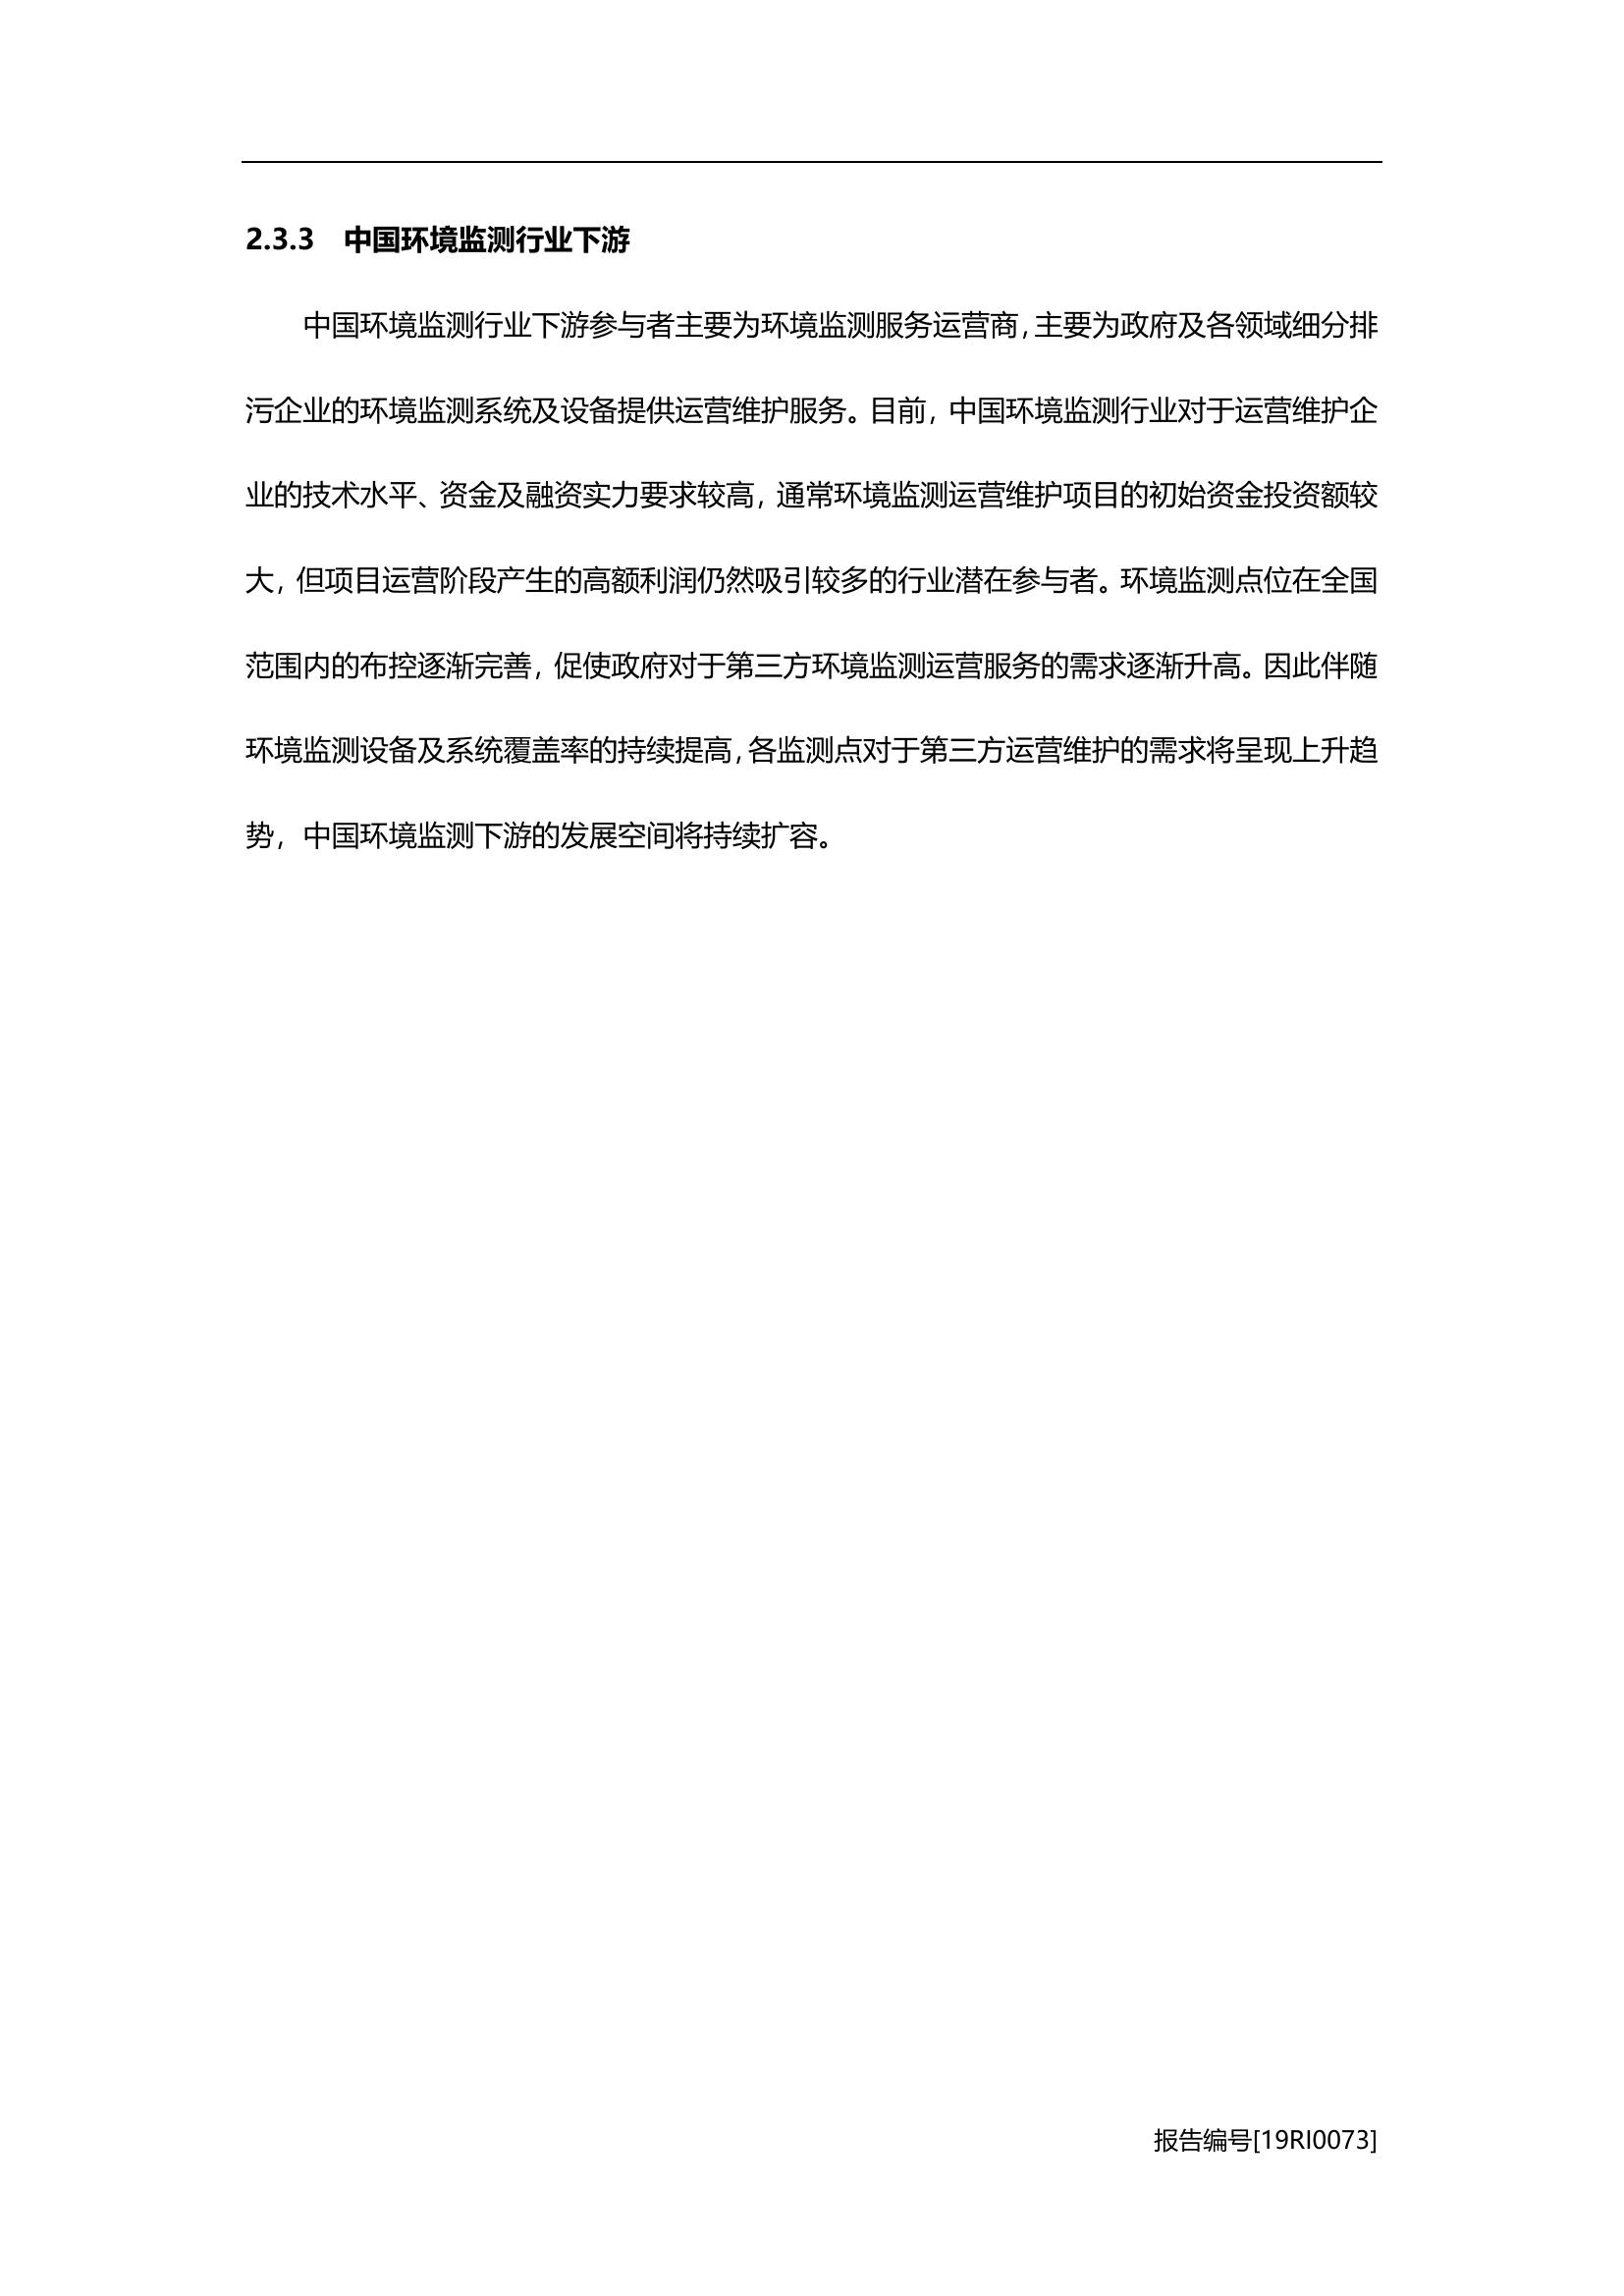 2.3.3 中国环境监测行业下游
中国环境监测行业下游参与者主要为环境监测服务运营商，主要为政府及各领域细分排
污企业的环境监测系统及设备提供运营维护服务。目前，中国环境监测行业对于运营维护企
业的技术水平、资金及融资实力要求较高，通常环境监测运营维护项目的初始资金投资额较
大，但项目运营阶段产生的高额利润仍然吸引较多的行业潜在参与者。环境监测点位在全国
范围内的布控逐渐完善，促使政府对于第三方环境监测运营服务的需求逐渐升高。因此伴随
环境监测设备及系统覆盖率的持续提高，各监测点对于第三方运营维护的需求将呈现上升趋
势，中国环境监测下游的发展空间将持续扩容。
报告编号[19RI0073]